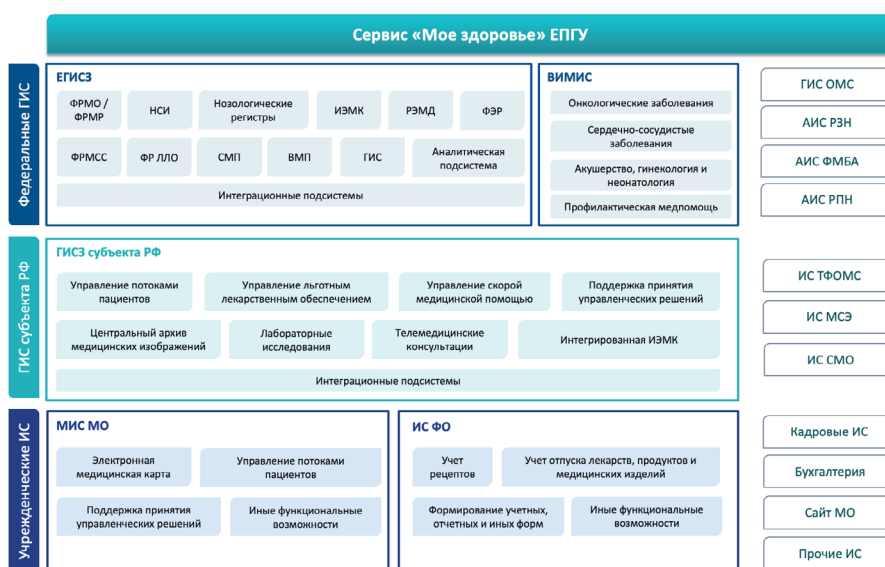 Сервис «Мое здоровье» ЕПГУ
Федеральные ГИС
ЕГИСЗ
ФРМО /
ФРМР
НСИ
Нозологические
регистры
ИЭМК
РЭМД
ФЭР
ФРМСС
ФР ЛЛО
СМП
ВМП
ГИС
Аналитическая
подсистема
Интеграционные подсистемы
ВИМИС
Онкологические заболевания
Сердечно-сосудистые
заболевания
Акушерство, гинекология и
неонатология
Профилактическая медпомощь
ГИС ОМС
АИС РЗН
АИС ФМБА
АИС РПН
ГИС субъекта РФ
ГИСЗ субъекта РФ
Управление потоками
пациентов
Управление льготным
лекарственным обеспечением
Управление скорой
медицинской помощью
Поддержка принятия
управленческих решений
Центральный архив
медицинских изображений
Лабораторные
исследования
Телемедицинские
консультации
Интегрированная ИЭМК
Интеграционные подсистемы
ИС ТФОМС
ИС МСЭ
ИС СМО
Учрежденческие ИС
МИС МО
Электронная
медицинская карта
Управление потоками
пациентов
Поддержка принятия
управленческих решений
Иные функциональные
возможности
ИС ФО
Учет
рецептов
Учет отпуска лекарств, продуктов и
медицинских изделий
Формирование учетных,
отчетных и иных форм
Иные функциональные
возможности
Кадровые ИС
Бухгалтерия
Сайт МО
Прочие ИС